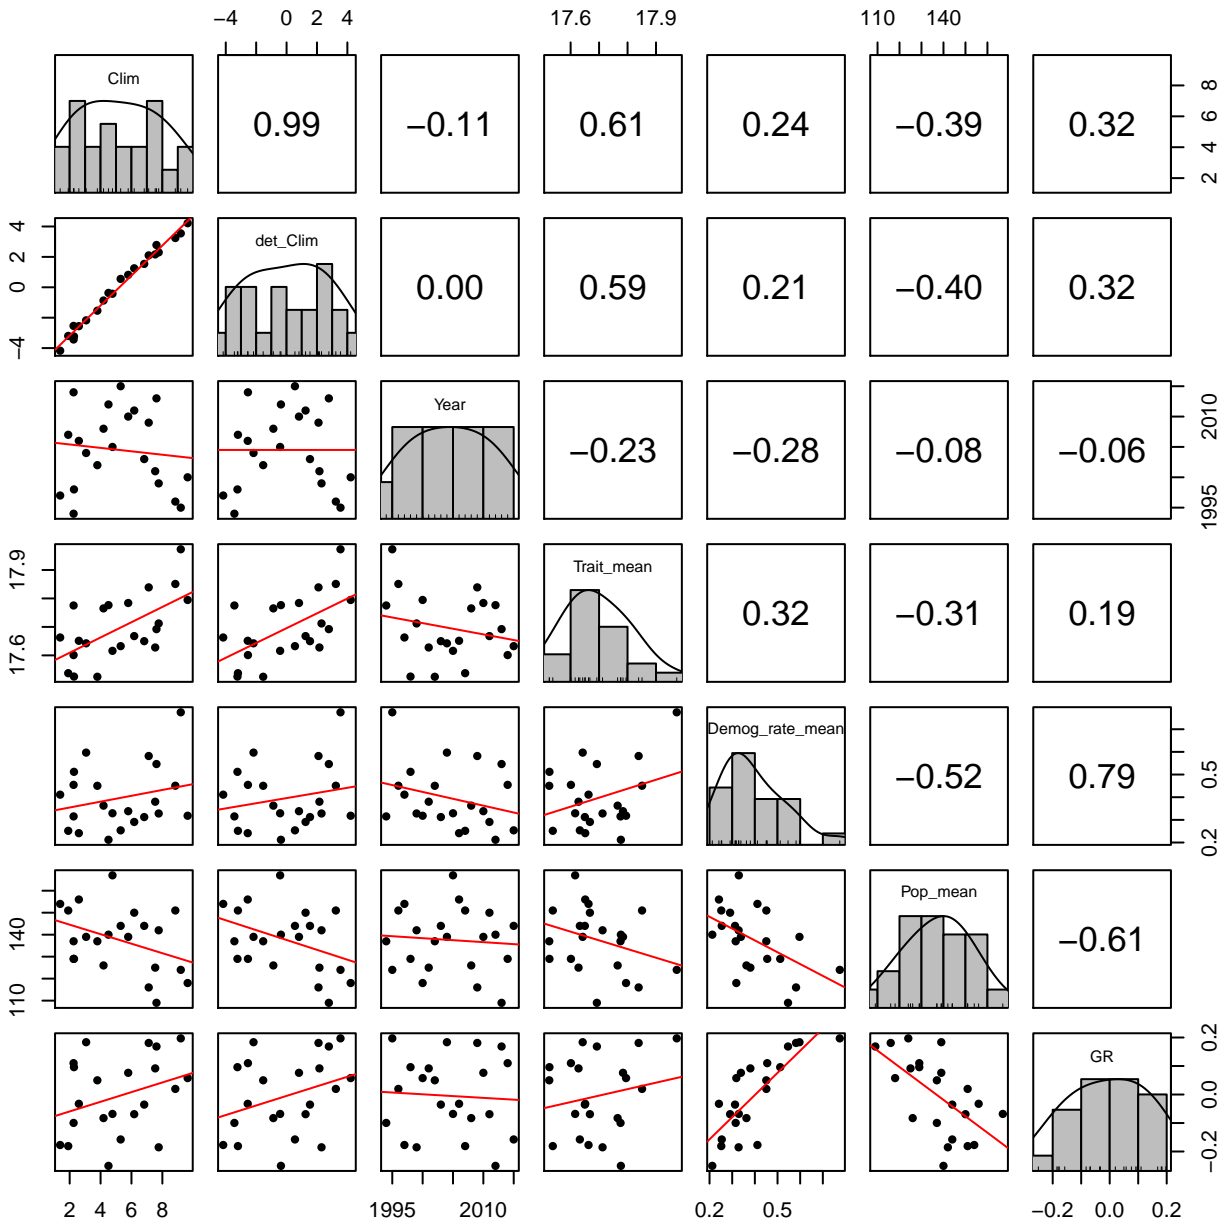 −4 0 2 4 17.6 17.9 110 140
Clim 0.99 −0.11 0.61 0.24 −0.39 0.32 2 4 6 8
−4 0 2 4 det_Clim 0.00 0.59 0.21 −0.40 0.32
Year −0.23 −0.28 −0.08 −0.06 1995 2010
17.6 17.9 Trait_mean 0.32 −0.31 0.19
Demog_rate_mean −0.52 0.79 0.2 0.5
110 140 Pop_mean −0.61
GR −0.2 0.0 0.2
2 4 6 8 1995 2010 0.2 0.5 −0.2 0.0 0.2